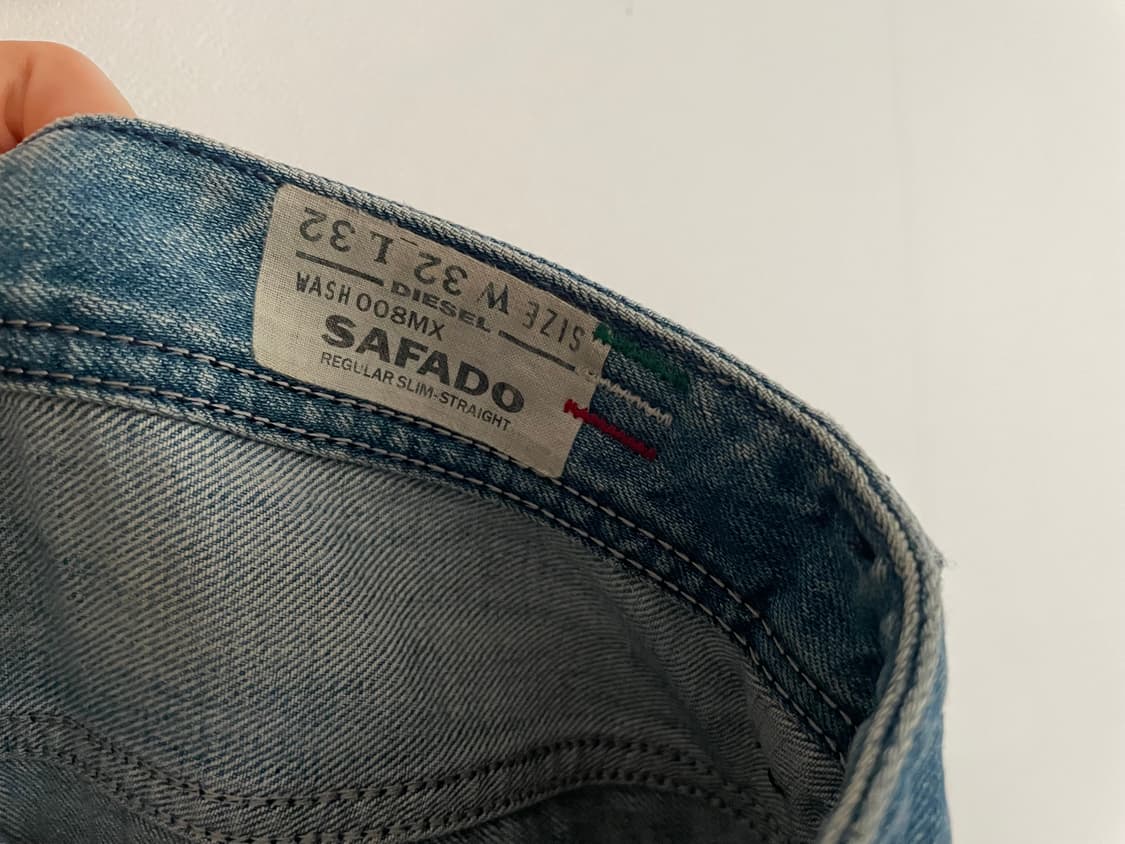 SIZE W 32 L 32
DIESEL
WASH 008MX
SAFADO
REGULAR SLIM-STRAIGHT